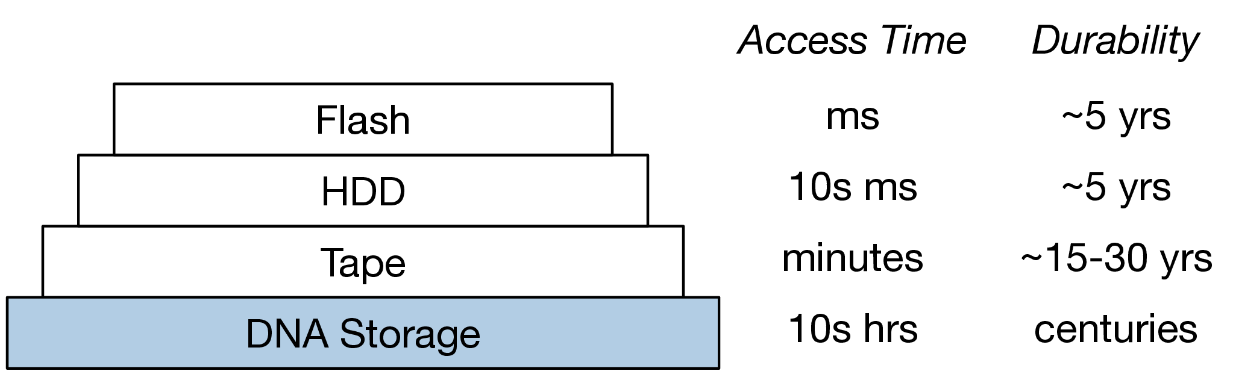 Access Time Durability
Flash ms ~5 yrs
HDD 10s ms ~5 yrs
Tape minutes ~15-30 yrs
DNA Storage 10s hrs centuries